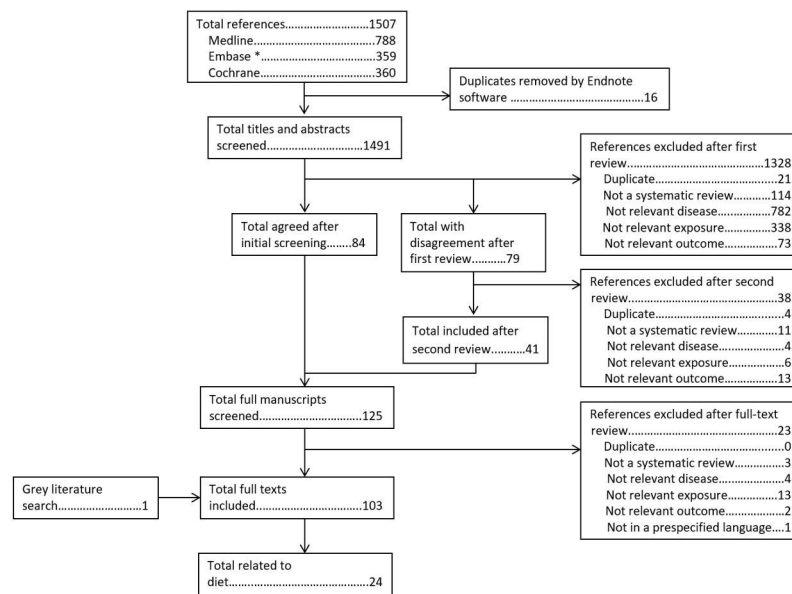 Total references……………….1507
Medline………………….788
Embase *……………….359
Cochrane……………….360
Duplicates removed by Endnote
software ………………………………….16
Total titles and abstracts
screened……………………….1491
References excluded after first
review..……………………………….1328
Duplicate……………………….....21
Not a systematic review……..114
Not relevant disease………….782
Not relevant exposure……….338
Not relevant outcome…….....73
Total agreed after
initial screening……..84
Total with
disagreement after
first review………..79
References excluded after second
review……………………………………..38
Duplicate……………………….......4
Not a systematic review……….11
Not relevant disease……………..4
Not relevant exposure…………..6
Not relevant outcome…….....13
Total included after
second review………..41
Total full manuscripts
screened………………………125
References excluded after full-text
review……………………………………..23
Duplicate……………………….......0
Not a systematic review………..3
Not relevant disease……………..4
Not relevant exposure………..13
Not relevant outcome…….......2
Not in a prespecified language….1
Grey literature
search………………………1
Total full texts
included……………………..103
Total related to
diet……………………………24